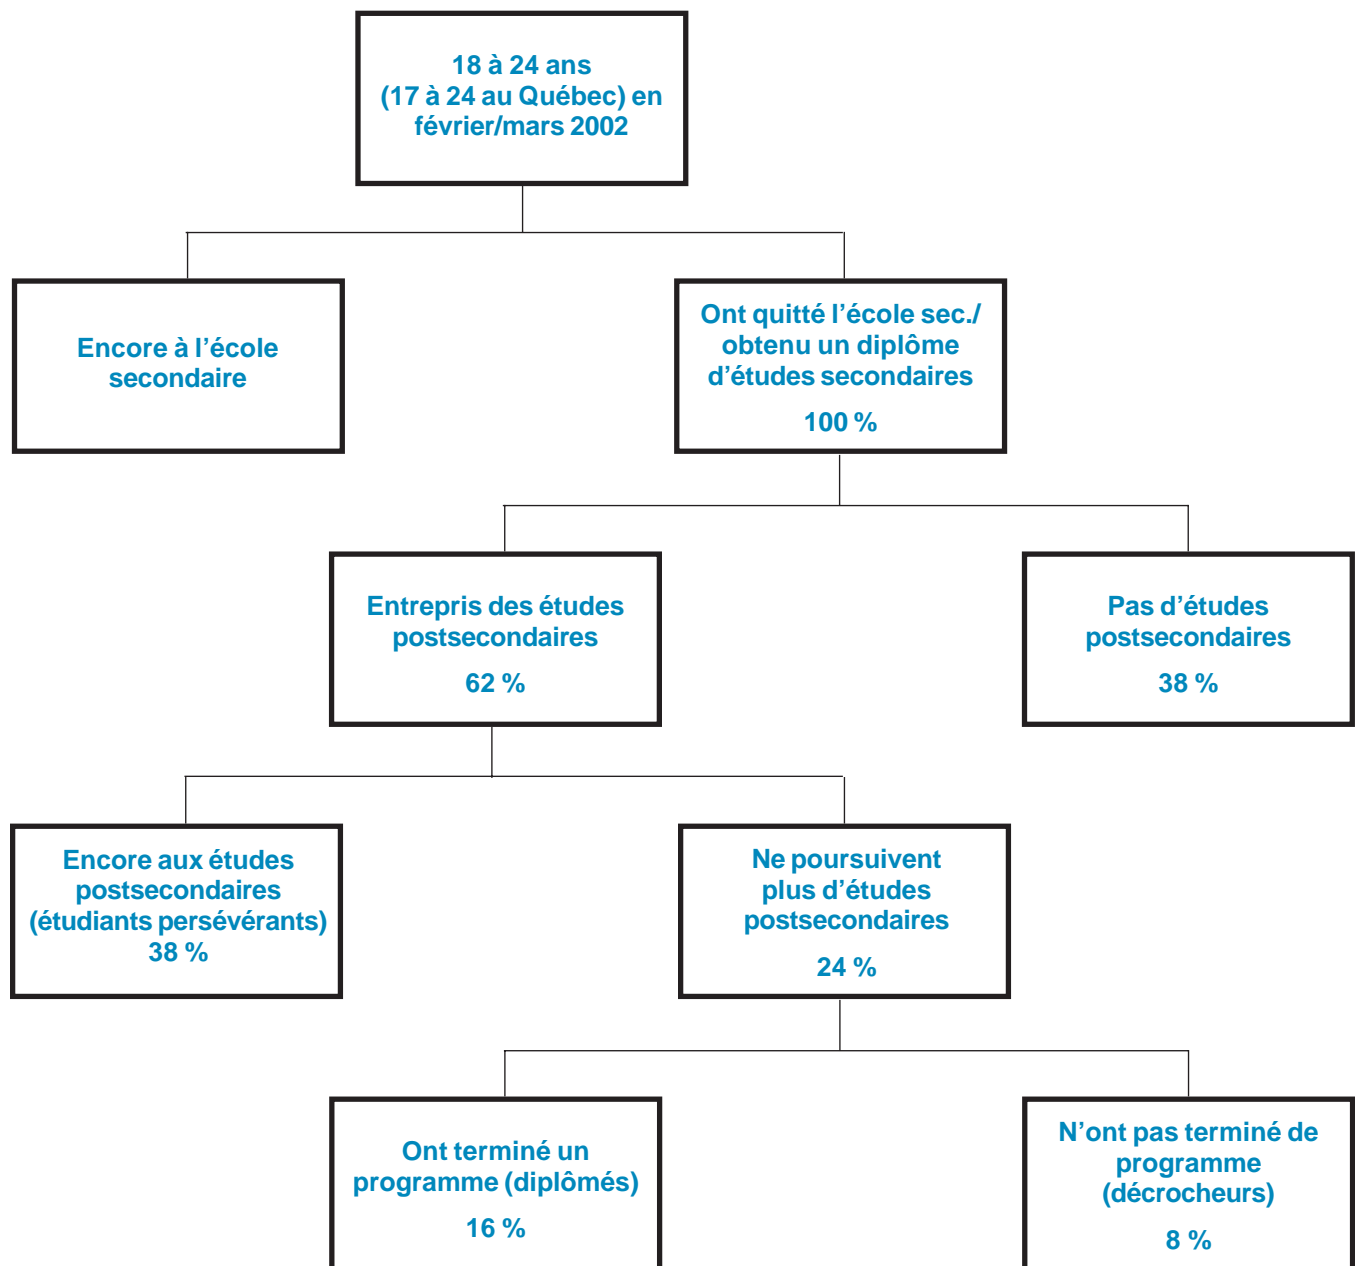 18 à 24 ans
(17 à 24 au Québec) en
février/mars 2002
Encore à l’école
secondaire
Ont quitté l’école sec./
obtenu un diplôme
d’études secondaires
100 %
Entrepris des études
postsecondaires
62 %
Pas d’études
postsecondaires
38 %
Encore aux études
postsecondaires
(étudiants persévérants)
38 %
Ne poursuivent
plus d’études
postsecondaires
24 %
Ont terminé un
programme (diplômés)
16 %
N’ont pas terminé de
programme
(décrocheurs)
8 %